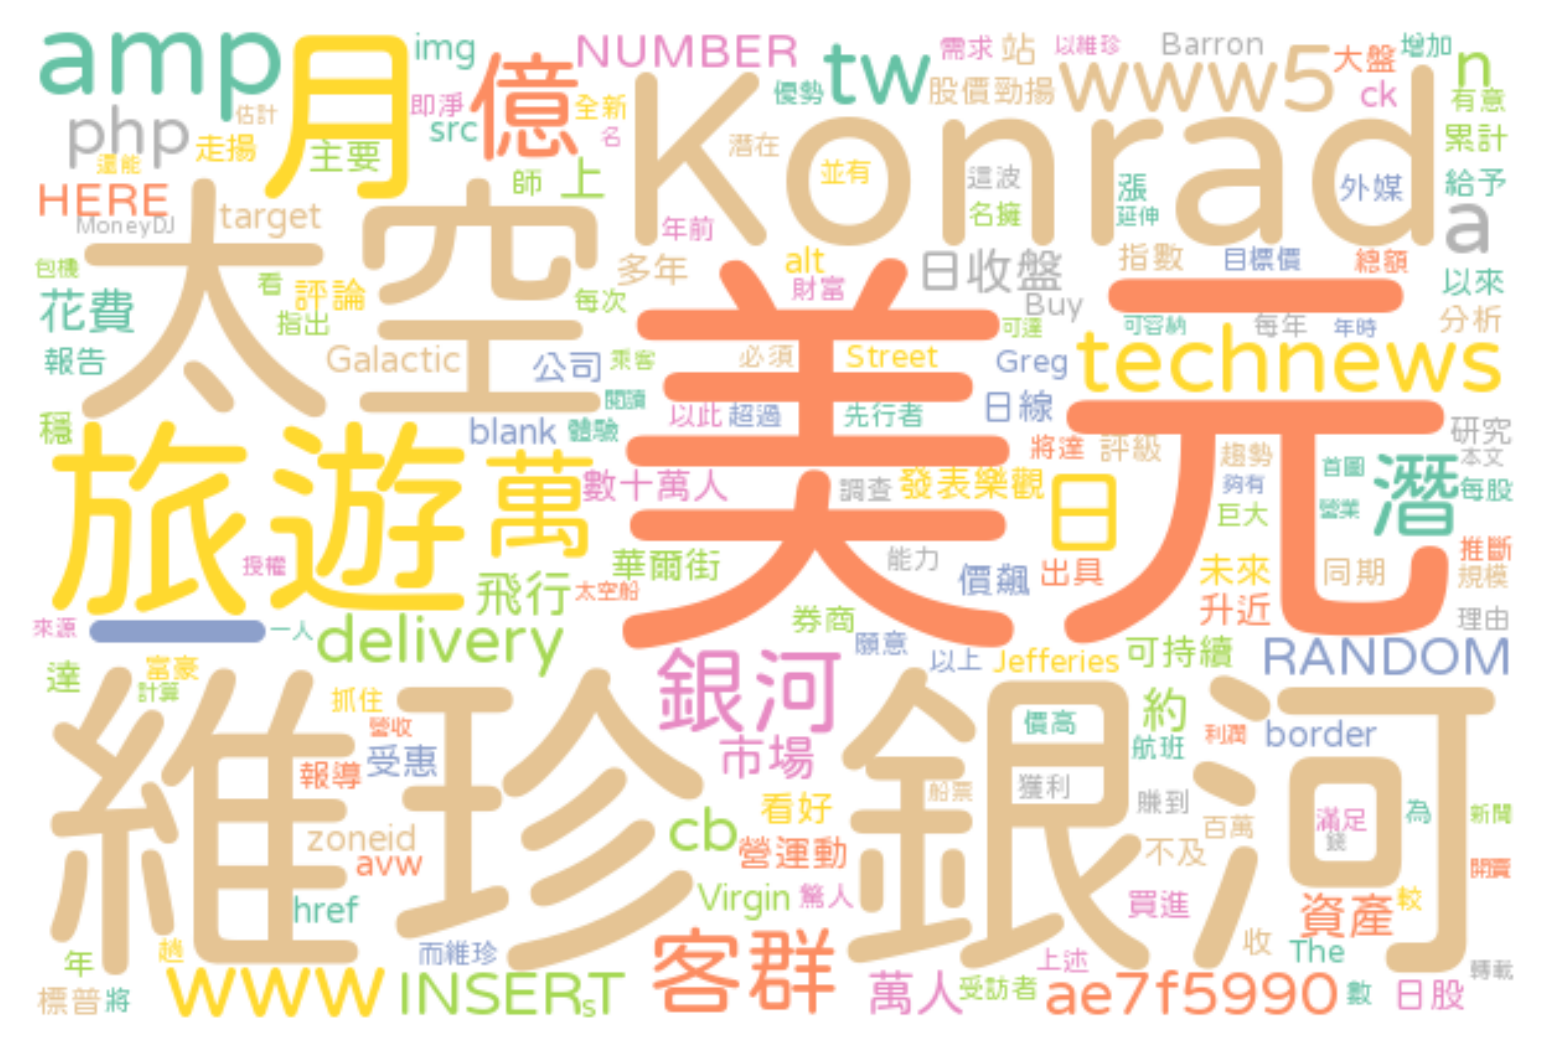 amp
月
img
億
NUMBER
tw
需求
站
以維珍
Barron
www5
大盤
增加
n
php
估計
即淨
src
全新
名
Konrad
優勢
股價勁揚
ck
有意
還能
走揚
主要
師
上
潛在
並有
這波
漲
外媒
累計
HERE
MoneyDJ
target
年前
名擁
延伸
給予
a
太空
包機
看
評論
多年
每次
alt
財富
日收盤
指數
目標價
總額
以來
花費
指出
美元
可達
Buy
可容納
每年
年時
分析
報告
Galactic
公司
乘客
必須
Street
Greg
technews
穩
blank
體驗
閱讀
以此
超過
先行者
日線
研究
旅遊
萬
數十萬人
調查
發表樂觀
將達
評級
趨勢
首圖
本文
日
夠有
潛
每股
巨大
營業
授權
飛行
華爾街
太空船
能力
價飆
出具
未來
同期
推斷
規模
來源
一
一人
delivery
券商
升近
理由
願意
達
富豪
計算
銀河
以上
Jefferies
可持續
RANDOM
維珍銀河
抓住
營收
受惠
報導
市場
價高
約
航班
利潤
border
船票
獲利
賺到
zoneid
avw
cb
看好
營運動
百萬
不及
滿足
錢
為
新聞
href
Virgin
驚人
買進
資產
較
開賣
年
趟
而維珍
客群
上述
收
The
轉載
標普
將
www
INSERT
s
萬人
受訪者
ae7f5990
數
日股